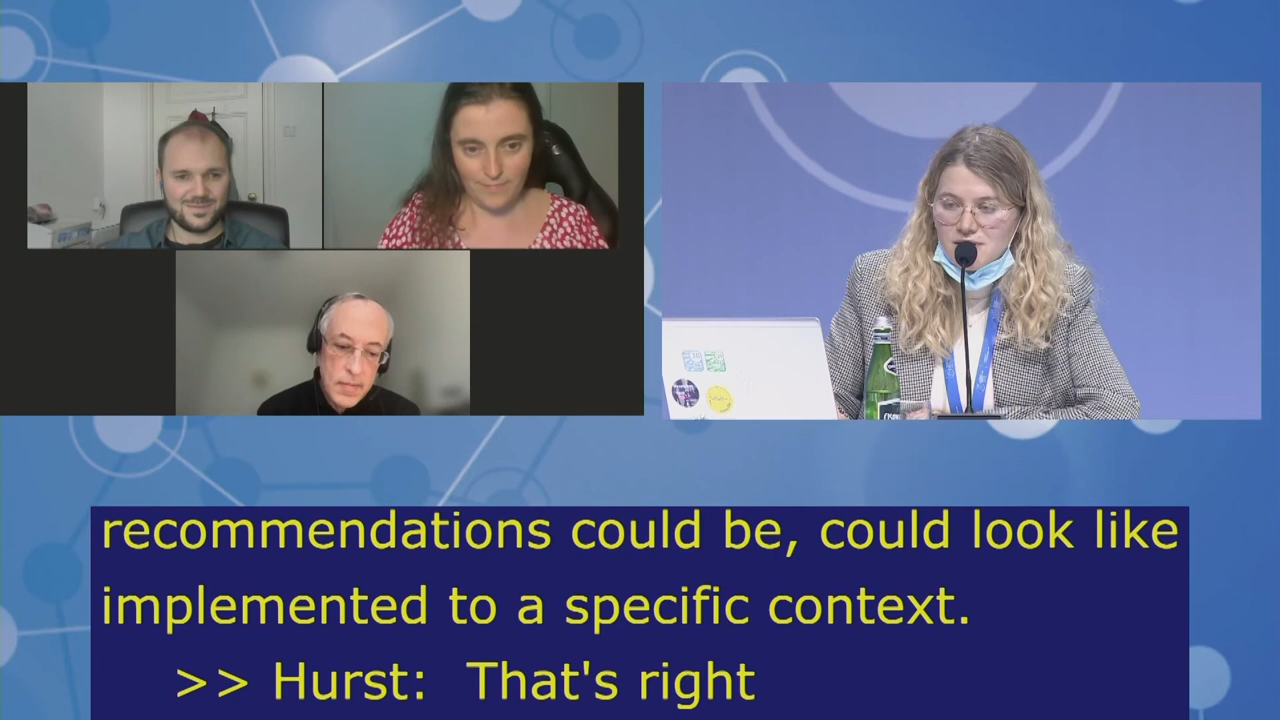 recommendations could be, could look like
implemented to a specific context.
>> Hurst:  That's right